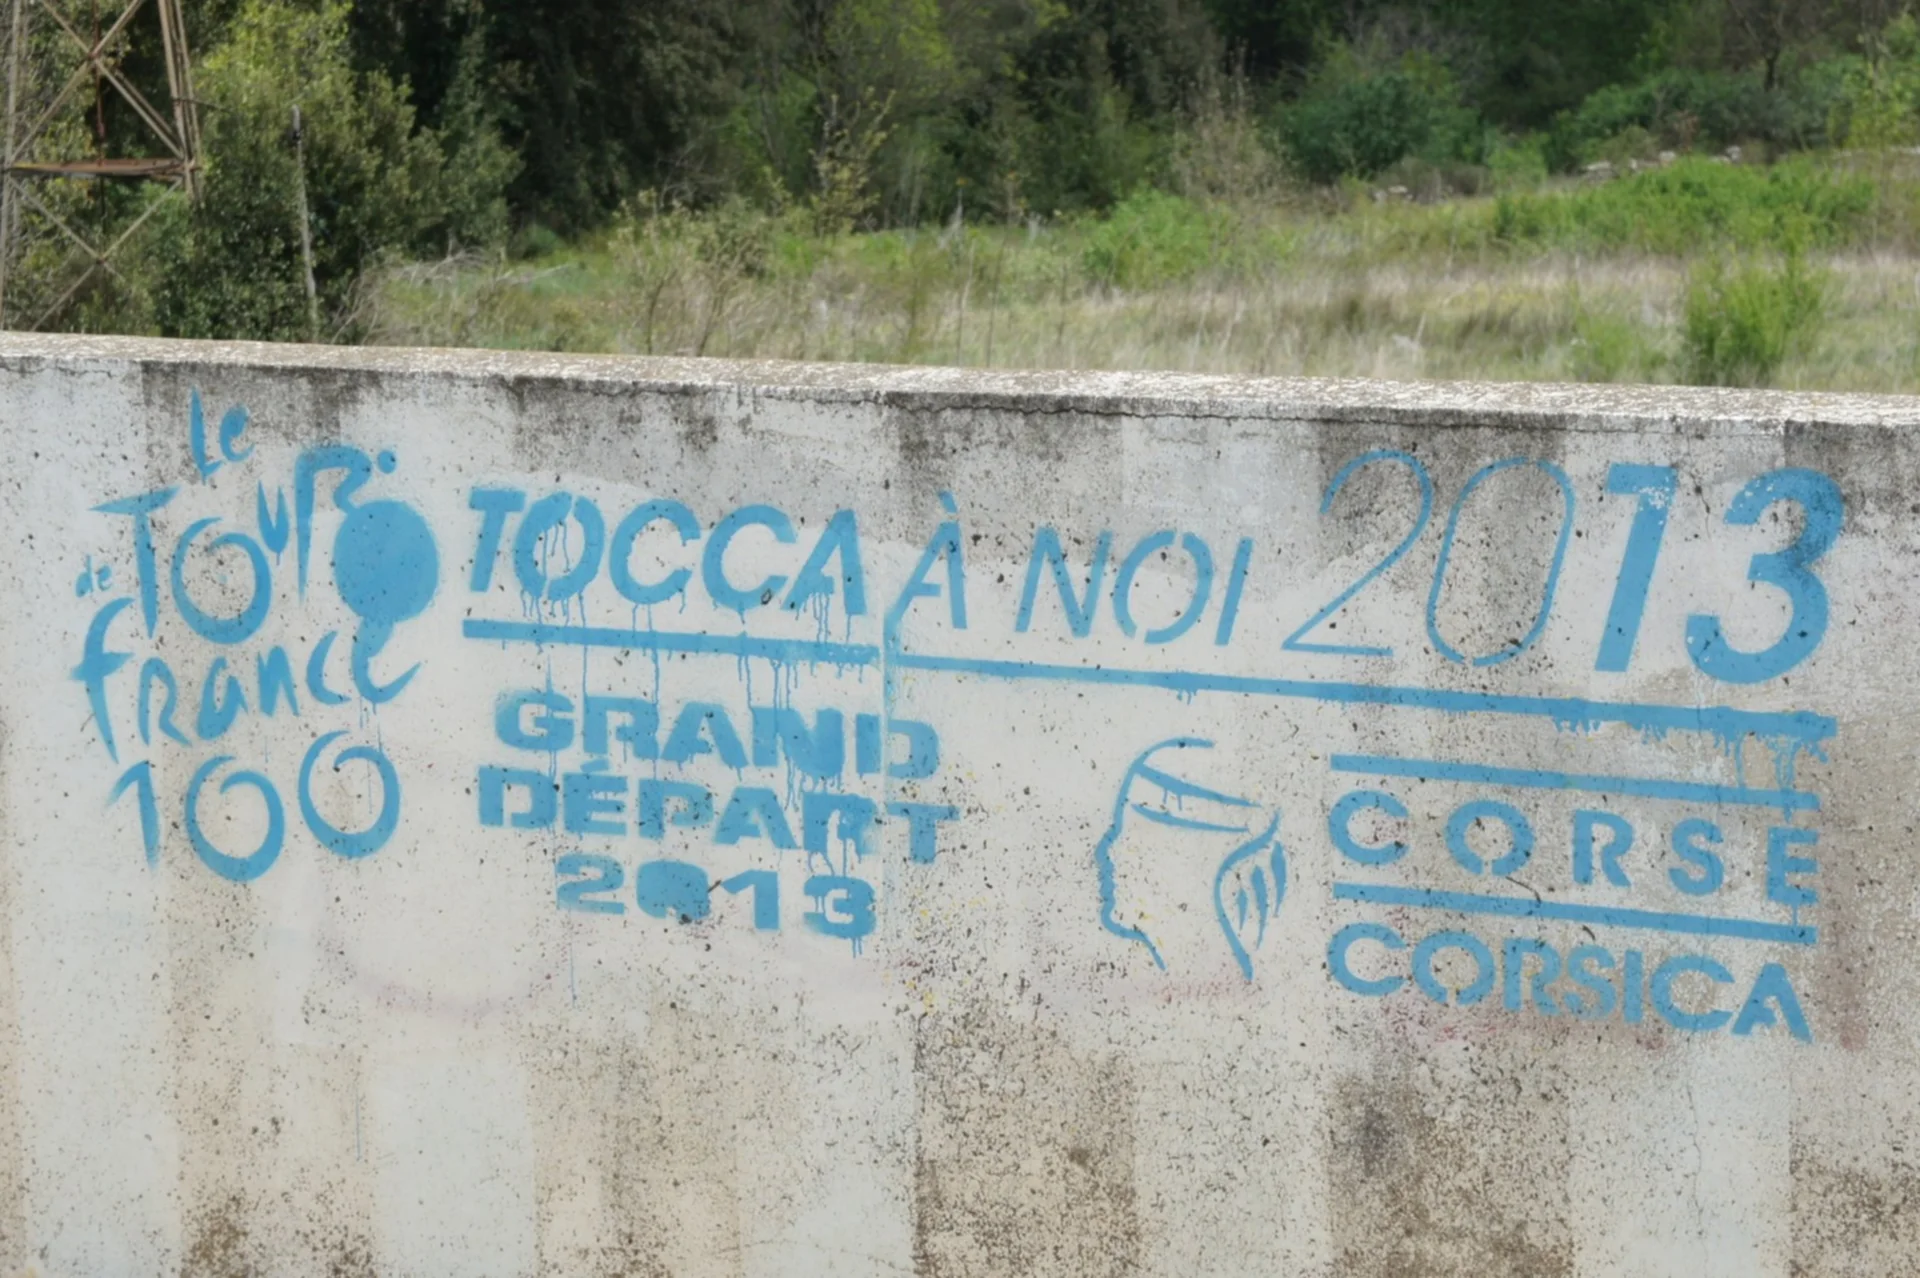 Le
Tour
de
france
100
TOCCA À NOI 2013
GRAND
DÉPART
2013
CORSE
CORSICA